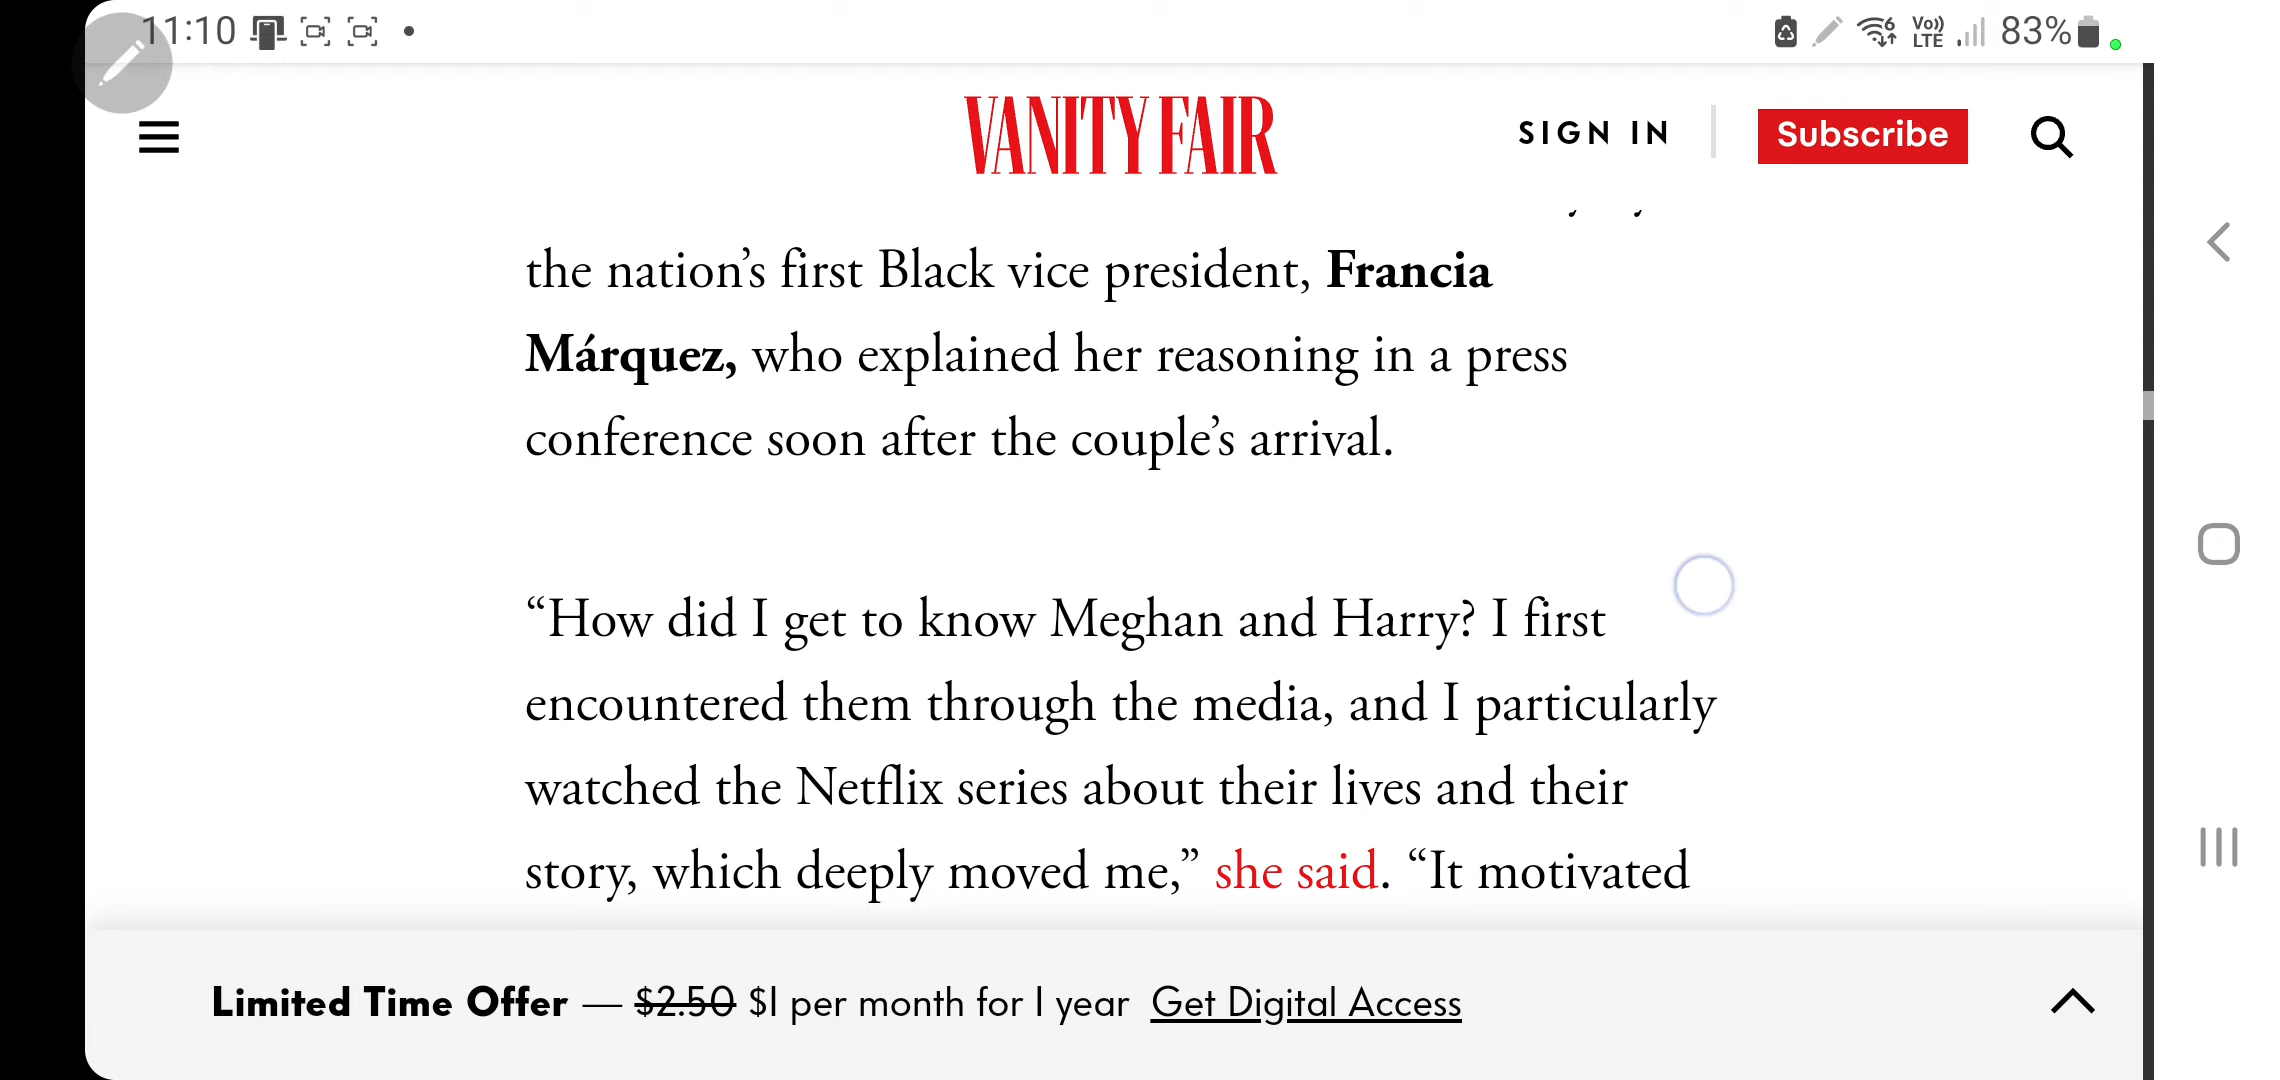 11:10
Vo))
LTE
83%
VANITY FAIR
SIGN IN
Subscribe
the nation’s first Black vice president, Francia
Márquez, who explained her reasoning in a press
conference soon after the couple’s arrival.
“How did I get to know Meghan and Harry? I first
encountered them through the media, and I particularly
watched the Netflix series about their lives and their
story, which deeply moved me,” she said. “It motivated
Limited Time Offer — $2.50 $1 per month for 1 year Get Digital Access